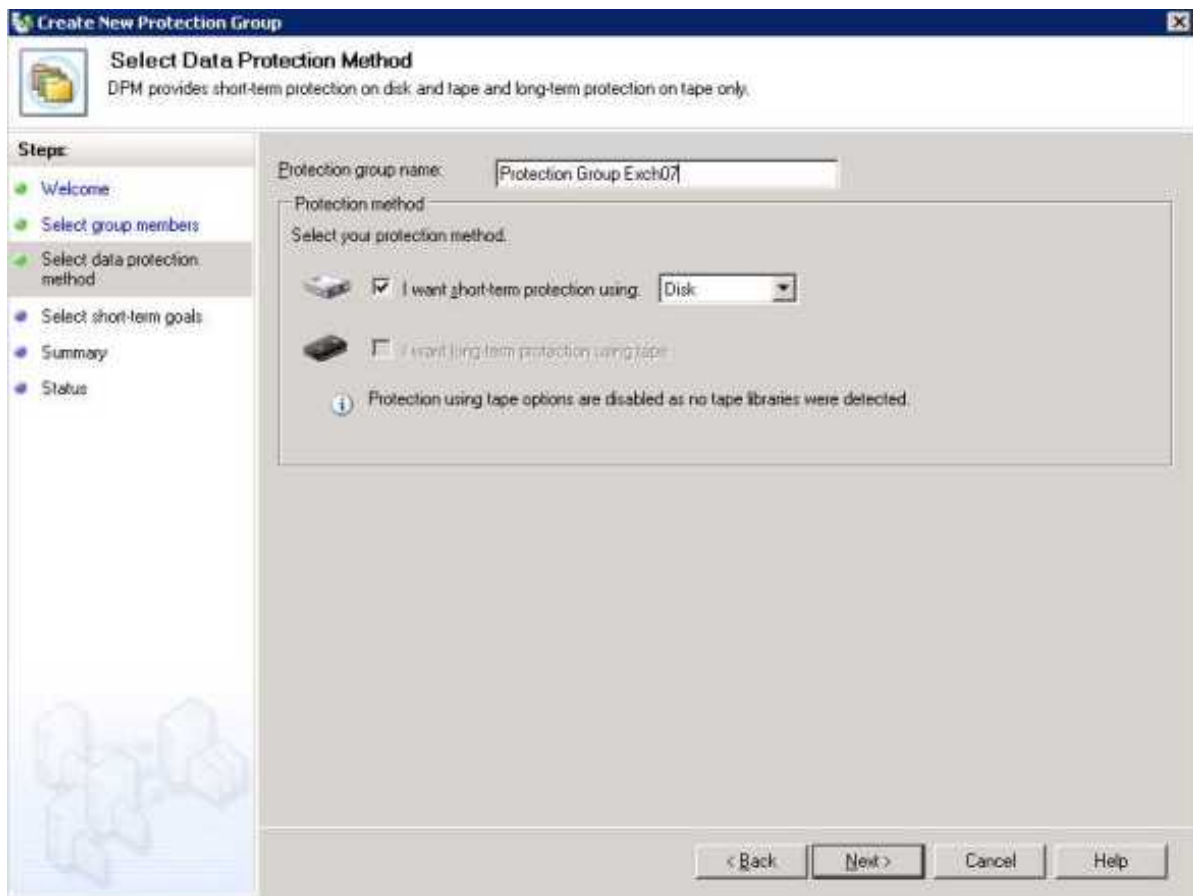 Create New Protection Group
Select Data Protection Method
DPM provides short-term protection on disk and tape and long-term protection on tape only.
Steps:
Welcome
Select group members
Select data protection
method
Select short-term goals
Summary
Status
Protection group name:
Protection Group Exch07
Protection method
Select your protection method.
I want short-term protection using:
Disk
I want long-term protection using tape
Protection using tape options are disabled as no tape libraries were detected.
< Back
Next >
Cancel
Help